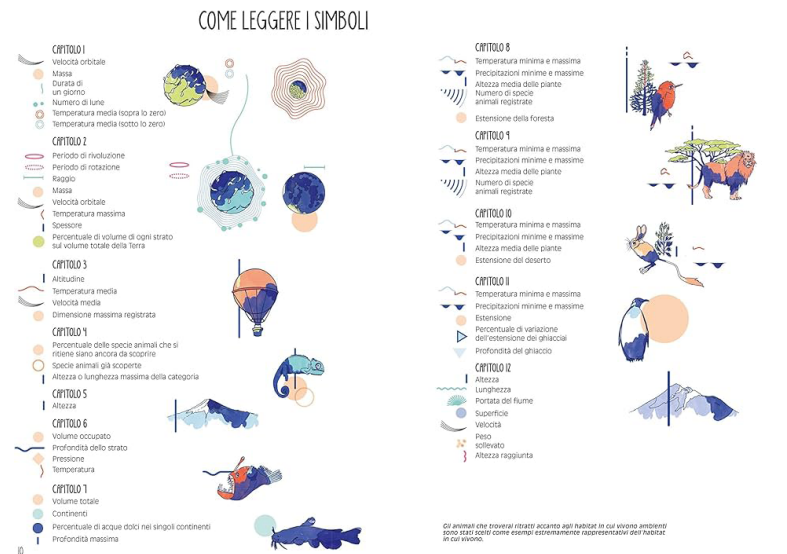 COME LEGGERE I SIMBOLI
CAPITOLO 1
Velocità orbitale
Massa
Durata di
un giorno
Numero di lune
Temperatura media (sopra lo zero)
Temperatura media (sotto lo zero)
CAPITOLO 2
Periodo di rivoluzione
Periodo di rotazione
Raggio
Massa
Velocità orbitale
Temperatura massima
Spessore
Percentuale di volume di ogni strato
sul volume totale della Terra
CAPITOLO 3
Altitudine
Temperatura media
Velocità media
Dimensione massima registrata
CAPITOLO 4
Percentuale delle specie animali che si
ritiene siano ancora da scoprire
Specie animali già scoperte
Altezza o lunghezza massima della categoria
CAPITOLO 5
Altezza
CAPITOLO 6
Volume occupato
Profondità dello strato
Pressione
Temperatura
CAPITOLO 7
Volume totale
Continenti
Percentuale di acque dolci nei singoli continenti
Profondità massima
10
CAPITOLO 8
Temperatura minima e massima
Precipitazioni minime e massime
Altezza media delle piante
Numero di specie
animali registrate
Estensione della foresta
CAPITOLO 9
Temperatura minima e massima
Precipitazioni minime e massime
Altezza media delle piante
Numero di specie
animali registrate
CAPITOLO 10
Temperatura minima e massima
Precipitazioni minime e massime
Altezza media delle piante
Estensione del deserto
CAPITOLO 11
Temperatura minima e massima
Precipitazioni minime e massime
Estensione
Percentuale di variazione
dell'estensione dei ghiacciai
Profondità del ghiaccio
CAPITOLO 12
Altezza
Lunghezza
Portata del fiume
Superficie
Velocità
Peso
sollevato
Altezza raggiunta
Gli animali che troverai ritratti accanto agli habitat in cui vivono ambienti
sono stati scelti come esempi estremamente rappresentativi dell'habitat
in cui vivono.